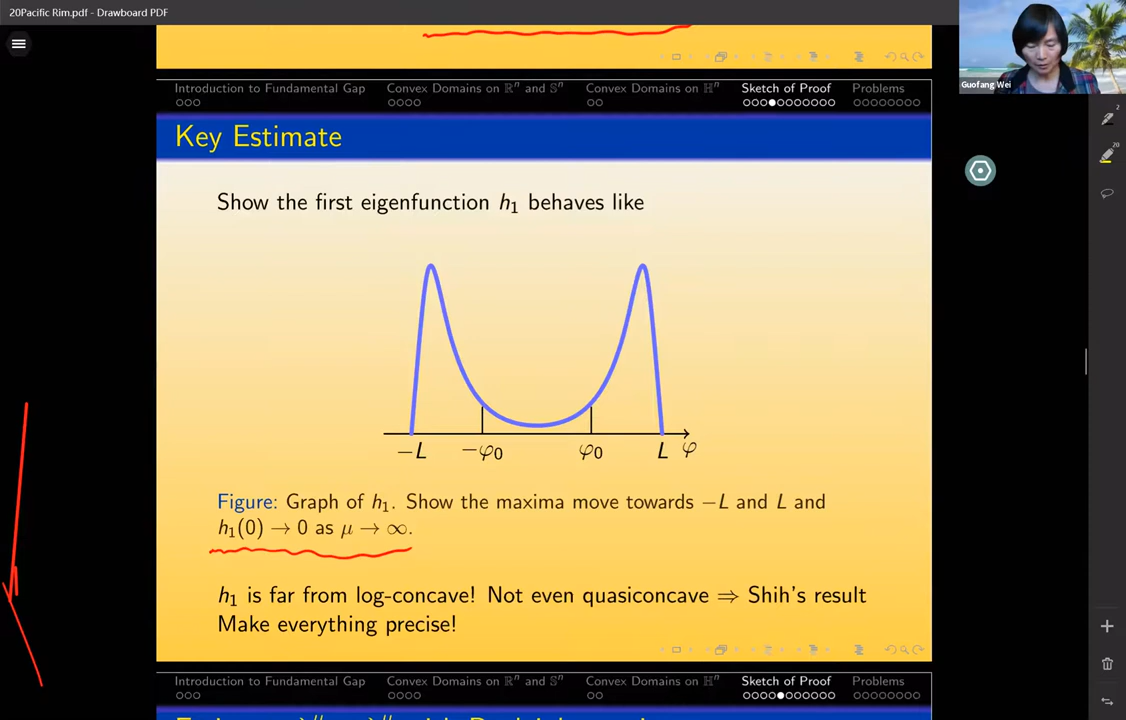 20Pacific Rim.pdf - Drawboard PDF
Guofang Wei
2
20
Introduction to Fundamental Gap Convex Domains on ℝⁿ and 𝕊ⁿ Convex Domains on ℍⁿ Sketch of Proof Problems
Key Estimate
Show the first eigenfunction h₁ behaves like
−L −φ₀ φ₀ L φ
Figure: Graph of h₁. Show the maxima move towards −L and L and
h₁(0) → 0 as μ → ∞.
h₁ is far from log-concave! Not even quasiconcave ⇒ Shih's result
Make everything precise!
Introduction to Fundamental Gap Convex Domains on ℝⁿ and 𝕊ⁿ Convex Domains on ℍⁿ Sketch of Proof Problems